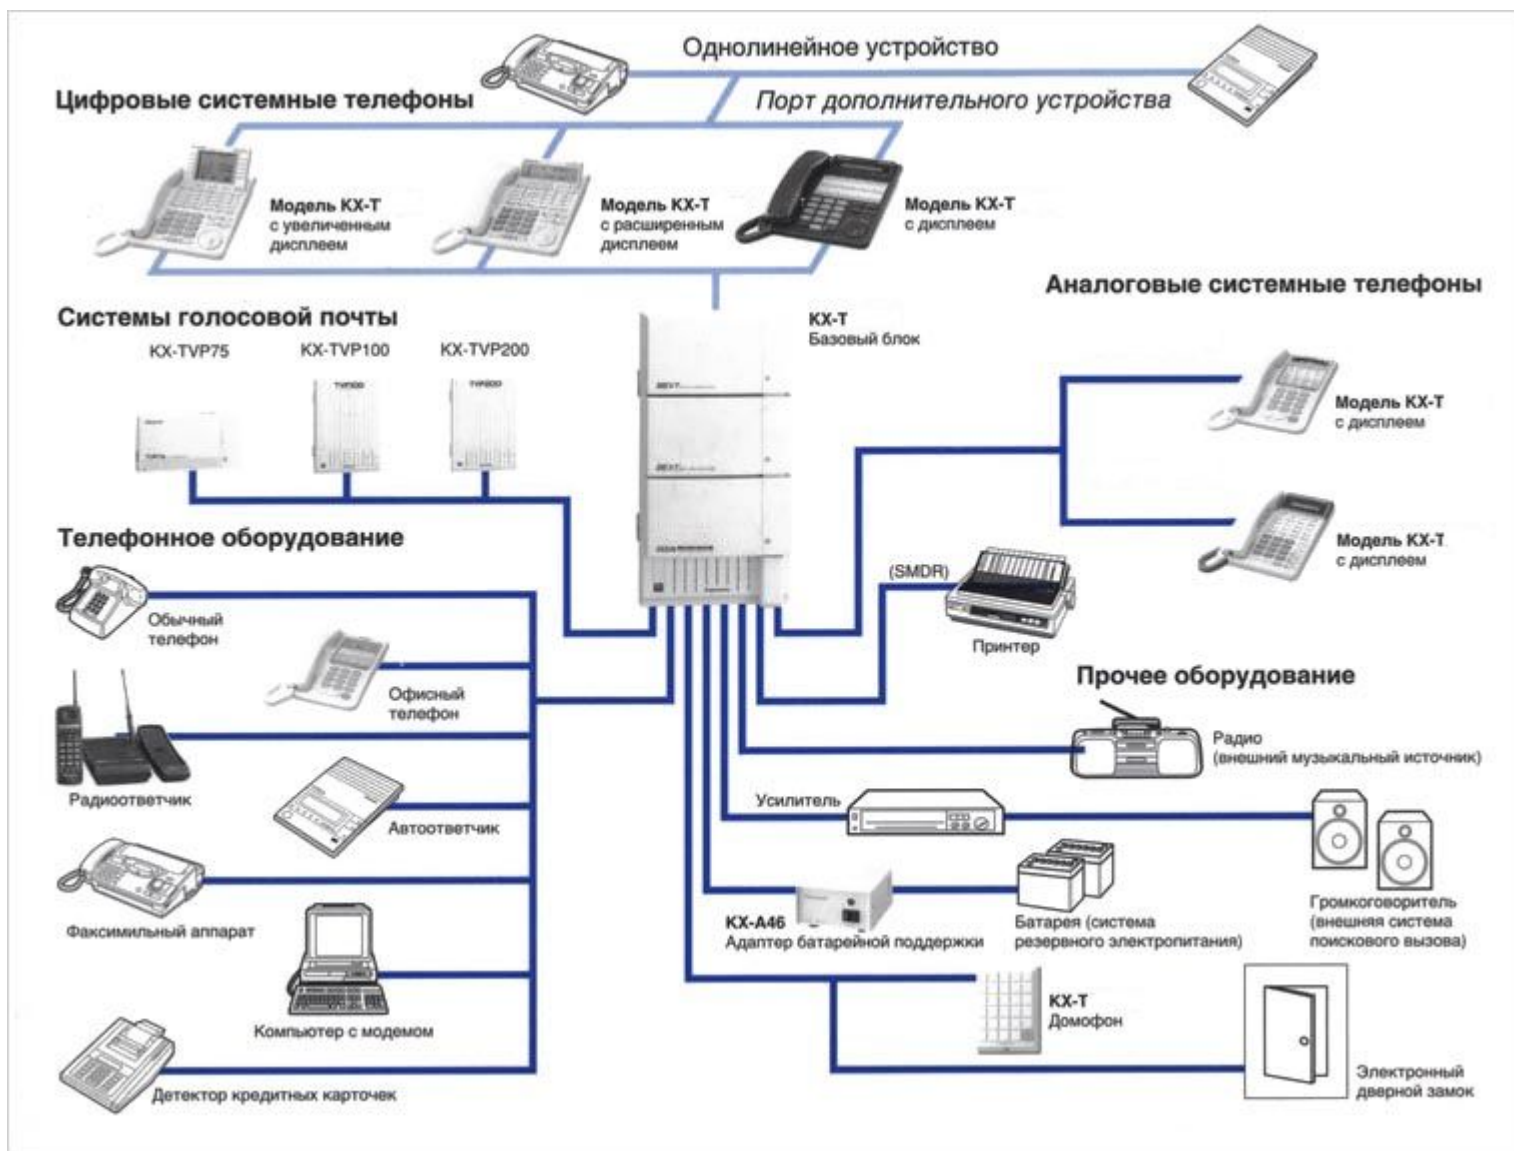 Однолинейное устройство
Цифровые системные телефоны
Порт дополнительного устройства
Модель KX-T
с увеличенным
дисплеем
Модель KX-T
с расширенным
дисплеем
Модель KX-T
с дисплеем
Аналоговые системные телефоны
Системы голосовой почты
KX-T
Базовый блок
KX-TVP75
KX-TVP100
KX-TVP200
TVP100
TVP200
Модель KX-T
с дисплеем
Модель KX-T
с дисплеем
Телефонное оборудование
(SMDR)
Обычный
телефон
Принтер
Офисный
телефон
Прочее оборудование
Радио
(внешний музыкальный источник)
Радиоответчик
Усилитель
Автоответчик
Громкоговоритель
(внешняя система
поискового вызова)
KX-A46
Адаптер батарейной поддержки
Батарея (система
резервного электропитания)
Факсимильный аппарат
KX-T
Домофон
Компьютер с модемом
Электронный
дверной замок
Детектор кредитных карточек